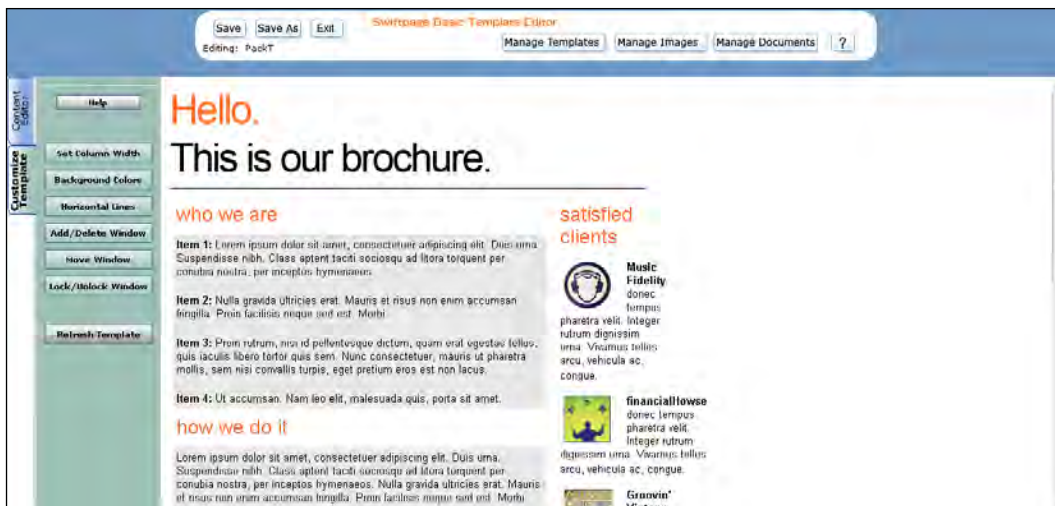 Swiftpage Basic Template Editor
Save Save As Exit
Editing: PackT
Manage Templates Manage Images Manage Documents ?
Content Editor
Customize Template
Help
Set Column Width
Background Colors
Horizontal Lines
Add/Delete Window
Move Window
Lock/Unlock Window
Refresh Template
Hello.
This is our brochure.
who we are
Item 1: Lorem ipsum dolor sit amet, consectetuer adipiscing elit. Duis urna.
Suspendisse nibh. Class aptent taciti sociosqu ad litora torquent per
conubia nostra, per inceptos hymenaeos.
Item 2: Nulla gravida ultricies erat. Mauris et risus non enim accumsan
fringilla. Proin facilisis neque sed est. Morbi.
Item 3: Proin rutrum, nisi id pellentesque dictum, quam erat egestas tellus,
quis iaculis libero tortor quis sem. Nunc consectetuer, mauris ut pharetra
mollis, sem nisi convallis turpis, eget pretium eros est non lacus.
Item 4: Ut accumsan. Nam leo elit, malesuada quis, porta sit amet.
how we do it
Lorem ipsum dolor sit amet, consectetuer adipiscing elit. Duis urna.
Suspendisse nibh. Class aptent taciti sociosqu ad litora torquent per
conubia nostra, per inceptos hymenaeos. Nulla gravida ultricies erat. Mauris
et risus non enim accumsan fringilla. Proin facilisis neque sed est. Morbi
satisfied
clients
Music
Fidelity
donec
tempus
pharetra velit. Integer
rutrum dignissim
urna. Vivamus tellus
arcu, vehicula ac,
congue.
financialHowse
donec tempus
pharetra velit.
Integer rutrum
dignissim urna. Vivamus tellus
arcu, vehicula ac, congue.
Groovin'